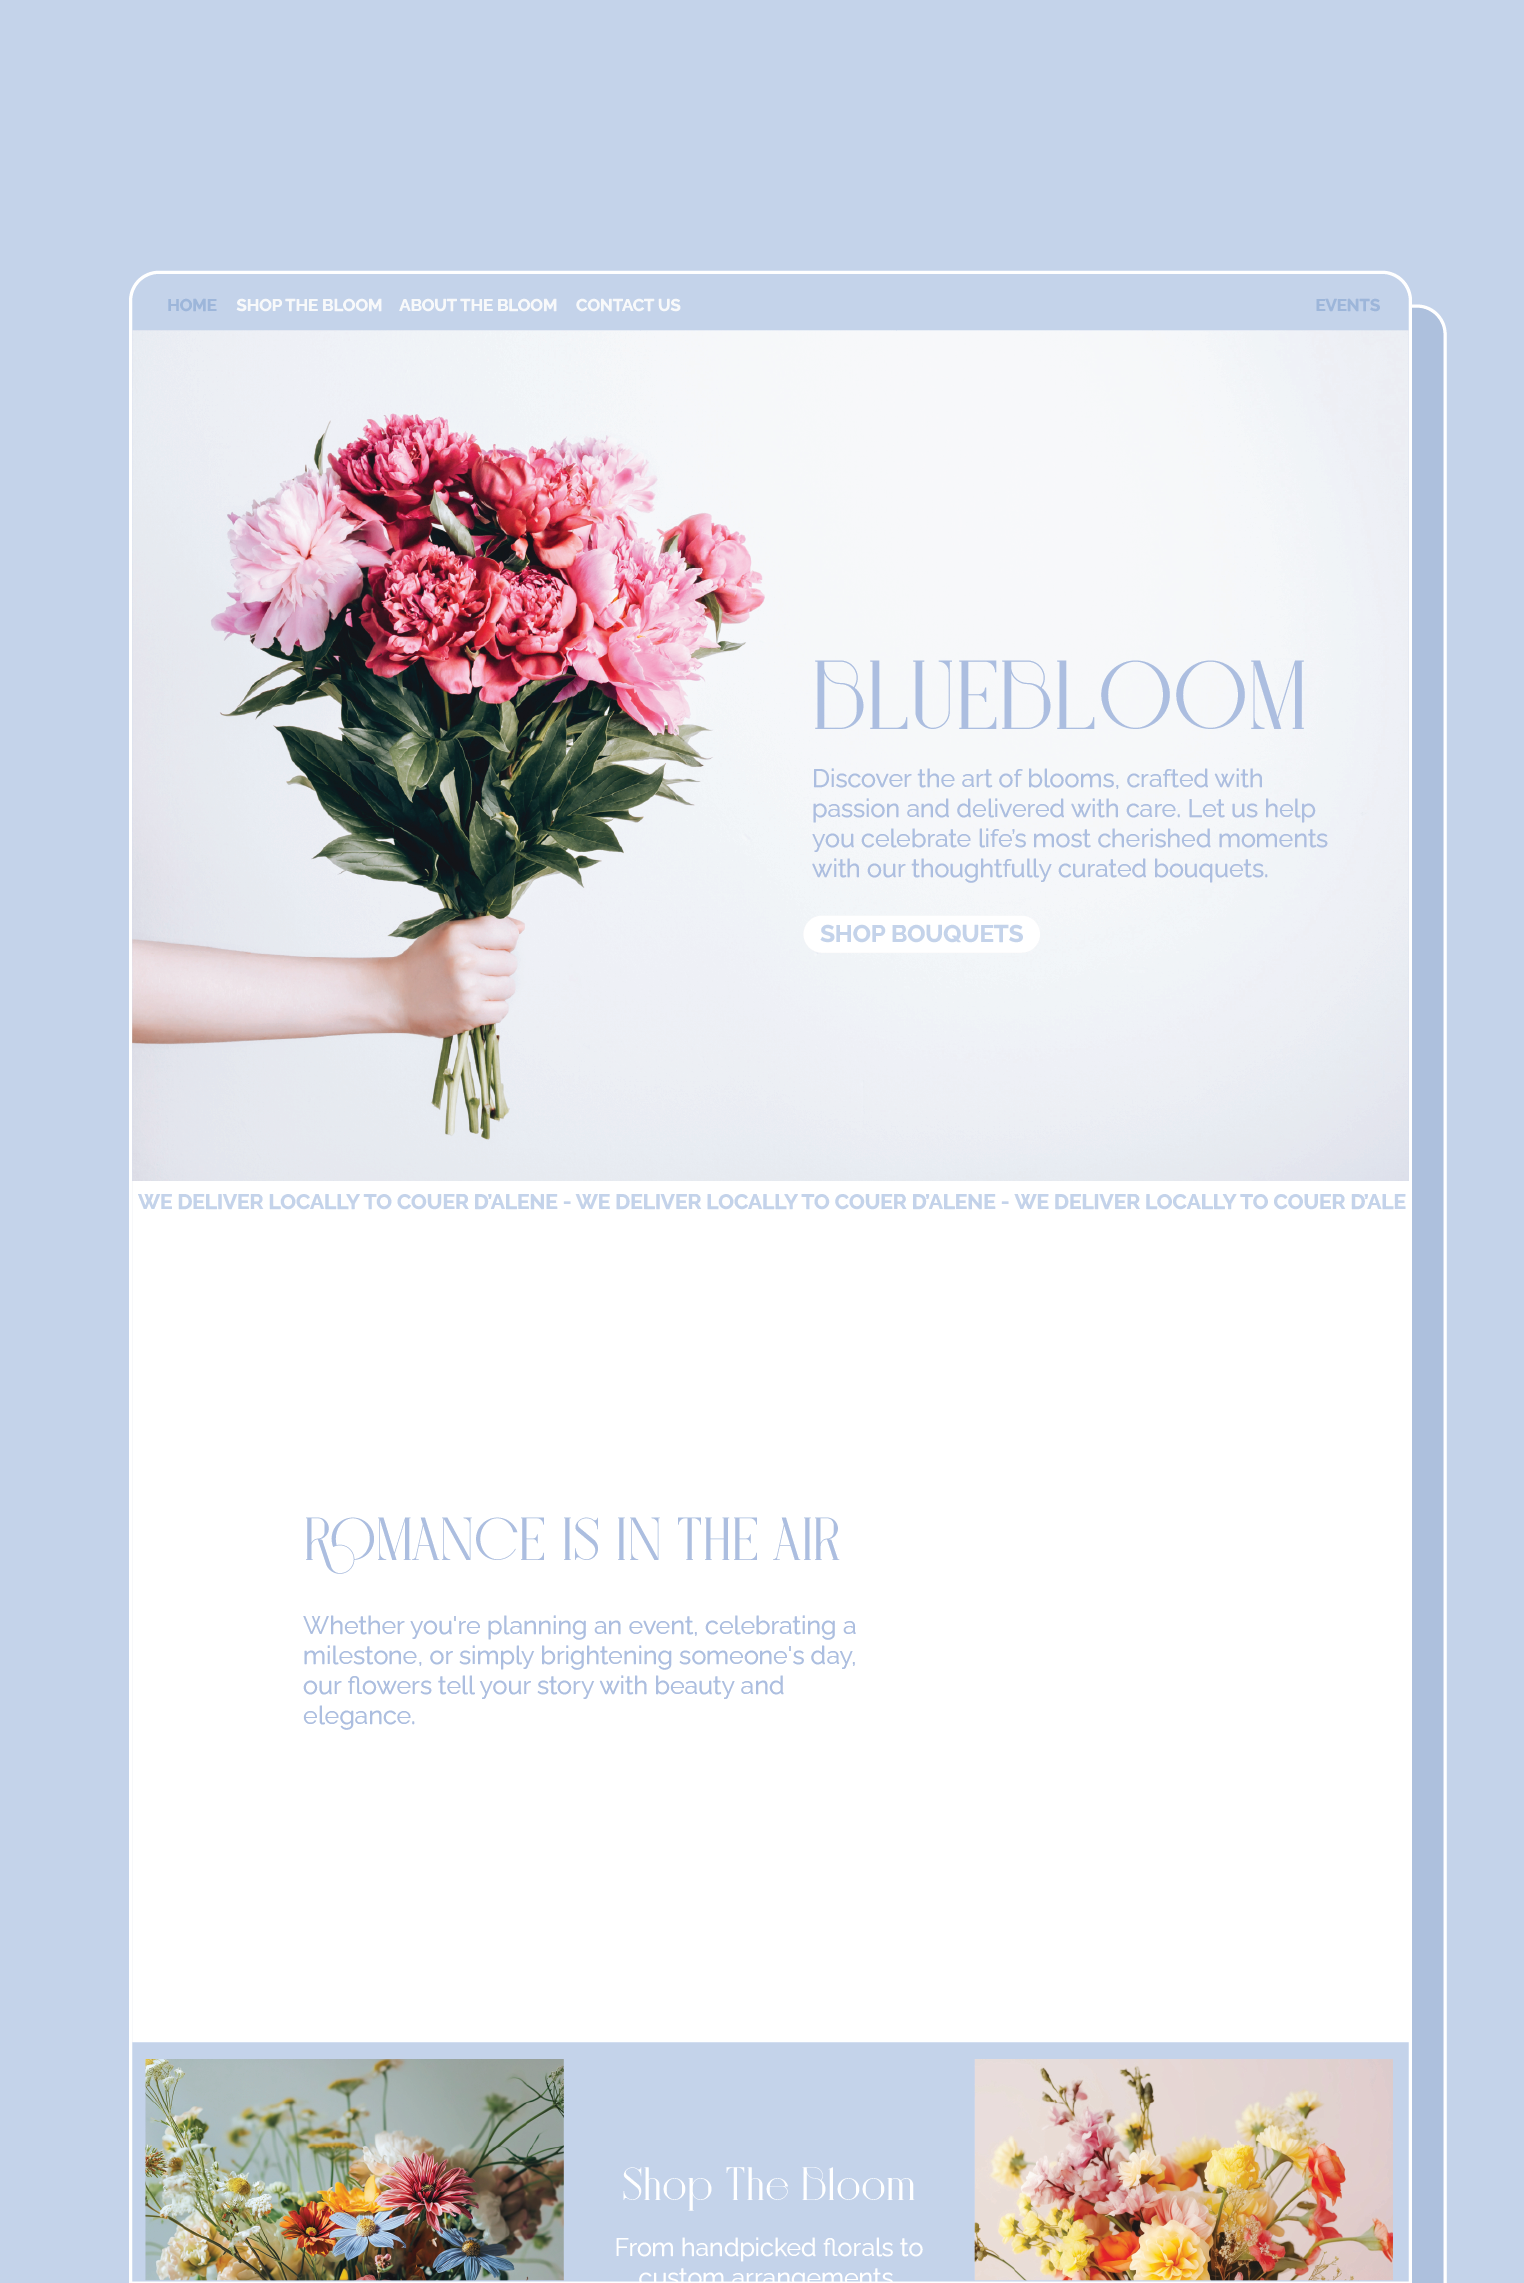 HOME SHOP THE BLOOM ABOUT THE BLOOM CONTACT US EVENTS
BLUEBLOOM
Discover the art of blooms, crafted with
passion and delivered with care. Let us help
you celebrate life's most cherished moments
with our thoughtfully curated bouquets.
SHOP BOUQUETS
WE DELIVER LOCALLY TO COUER D'ALENE - WE DELIVER LOCALLY TO COUER D'ALENE - WE DELIVER LOCALLY TO COUER D'ALE
ROMANCE IS IN THE AIR
Whether you're planning an event, celebrating a
milestone, or simply brightening someone's day,
our flowers tell your story with beauty and
elegance.
Shop The Bloom
From handpicked florals to
custom arrangements